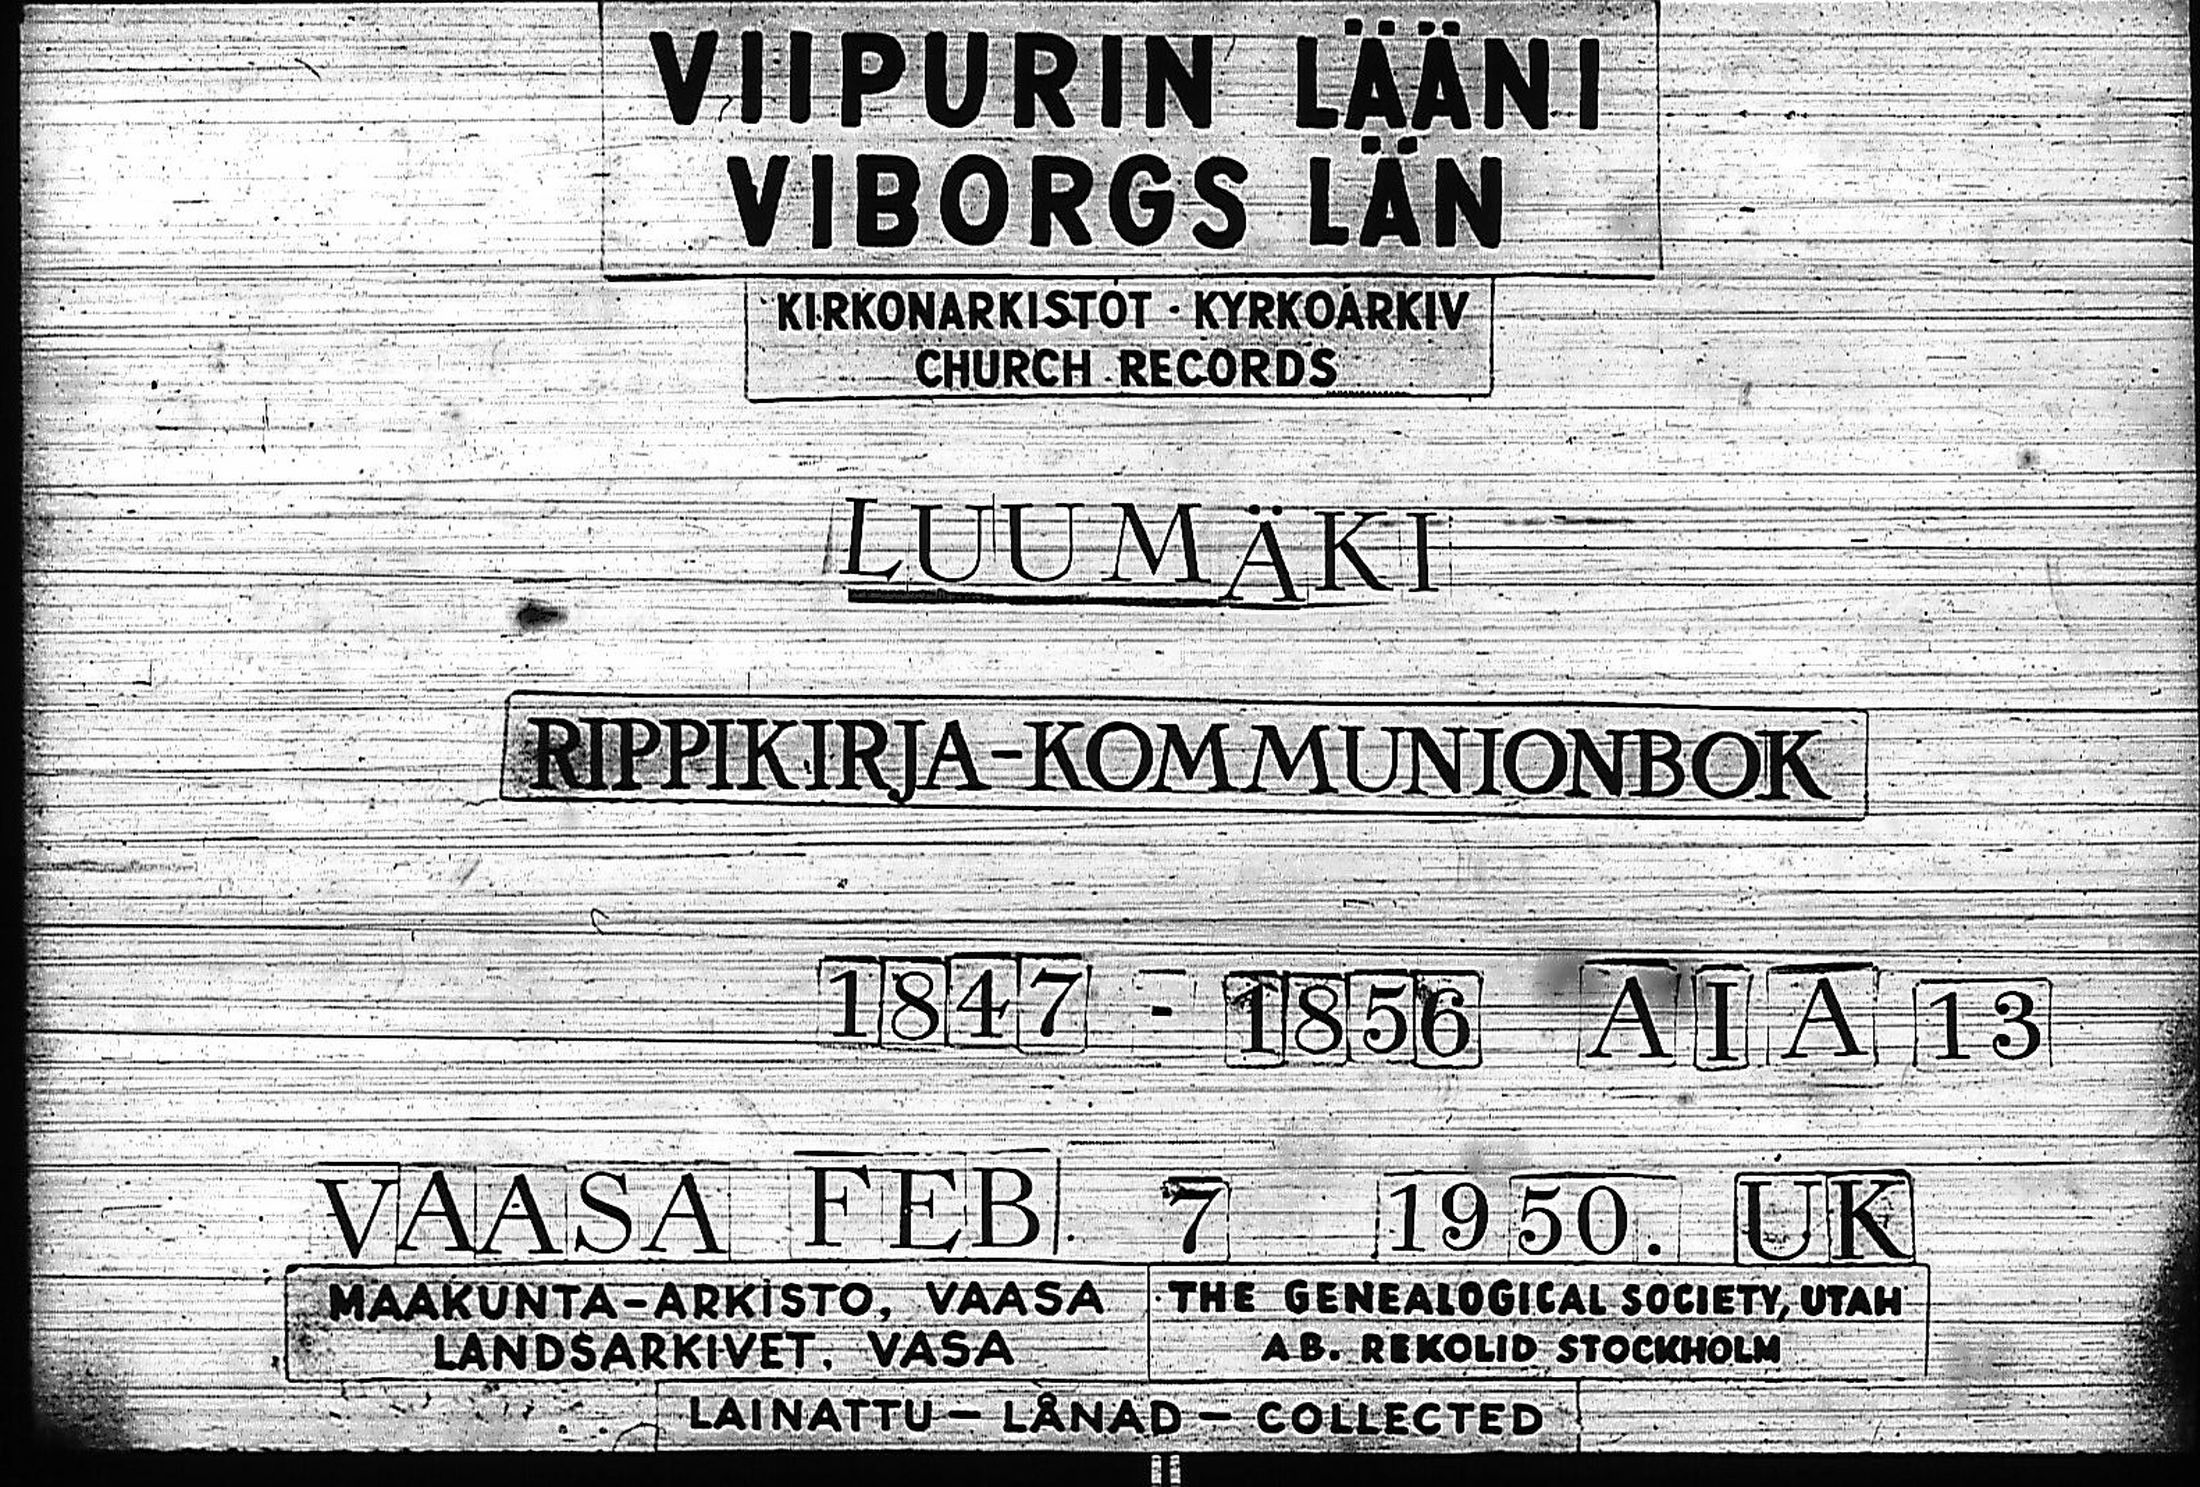 VIIPURIN LÄÄNI
VIBORGS LÄN
KIRKONARKISTOT · KYRKOARKIV
CHURCH RECORDS
LUUMÄKI
RIPPIKIRJA-KOMMUNIONBOK
1847 - 1856 A I A 13
VAASA FEB. 7 1950. UK
MAAKUNTA-ARKISTO, VAASA
LANDSARKIVET, VASA
THE GENEALOGICAL SOCIETY, UTAH
AB. REKOLID STOCKHOLM
LAINATTU — LÅNAD — COLLECTED